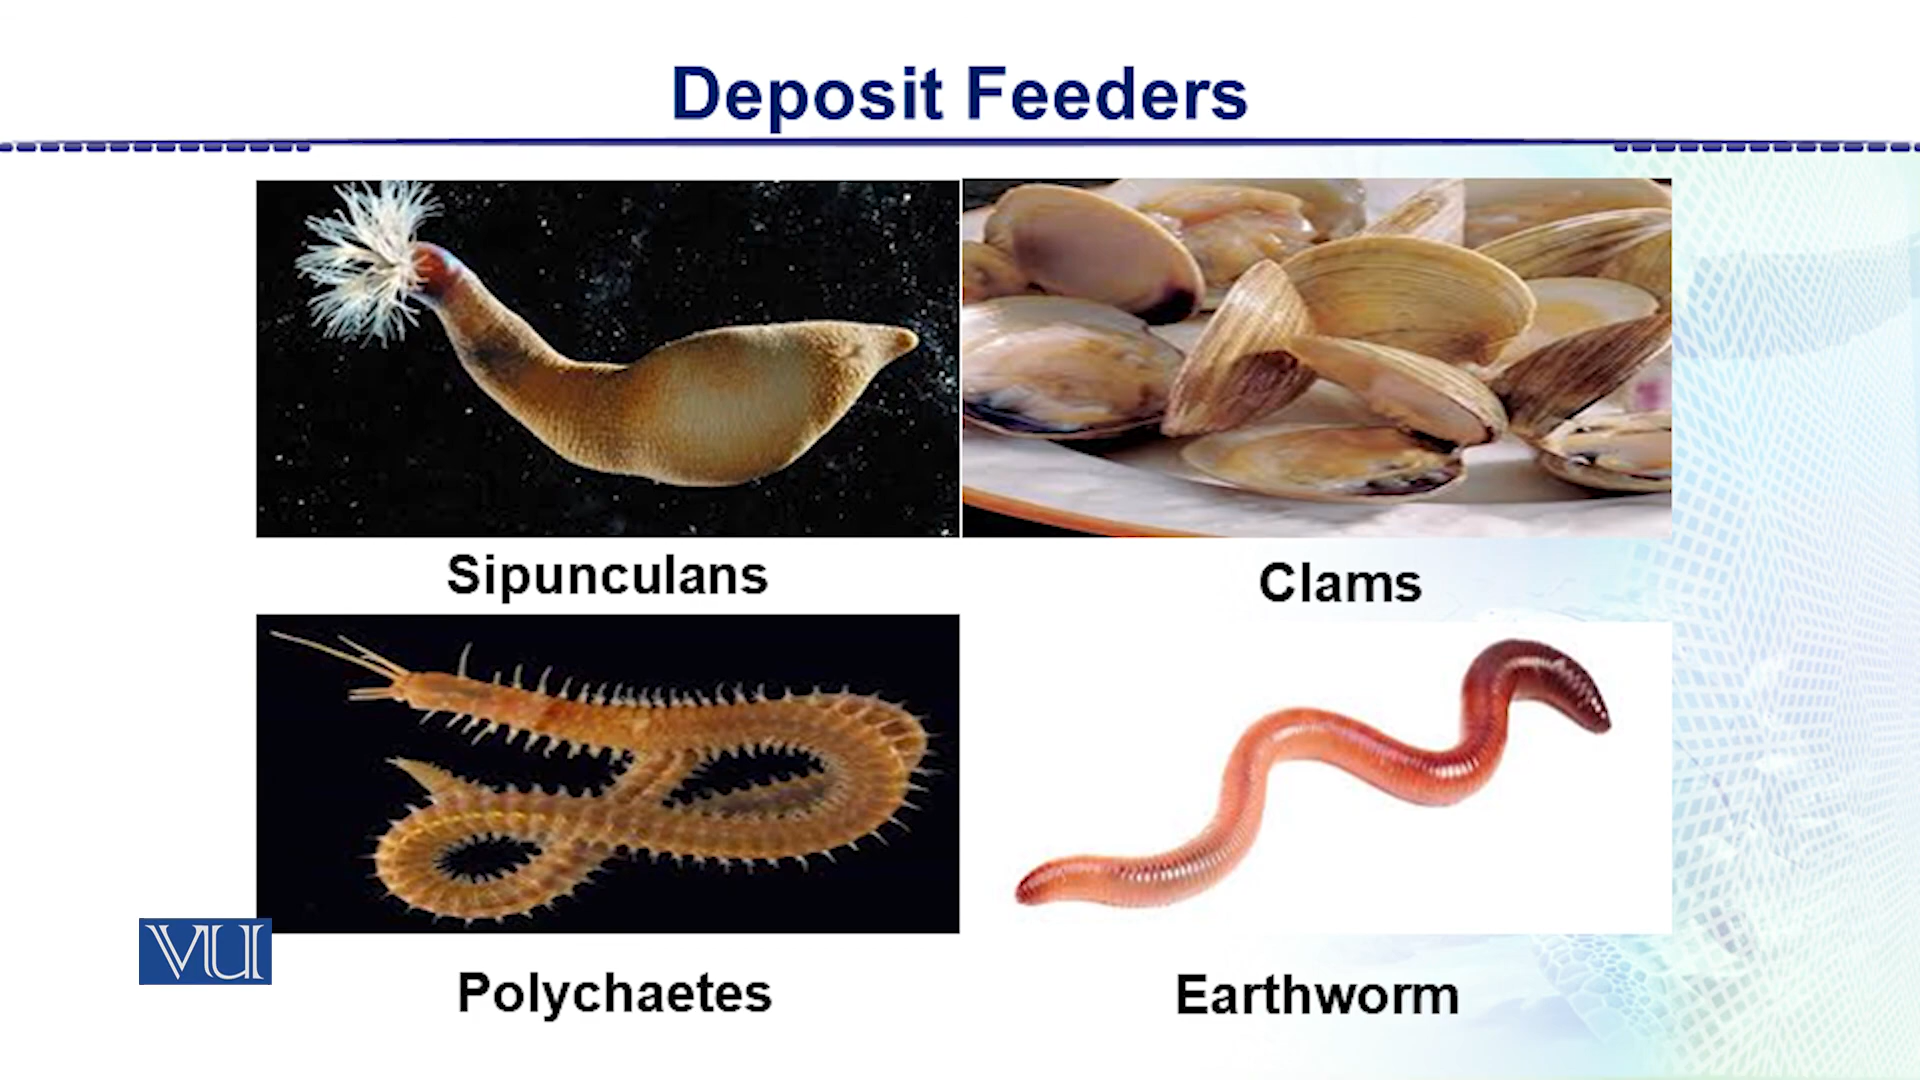 Deposit Feeders
Sipunculans
Clams
Polychaetes
Earthworm
VU